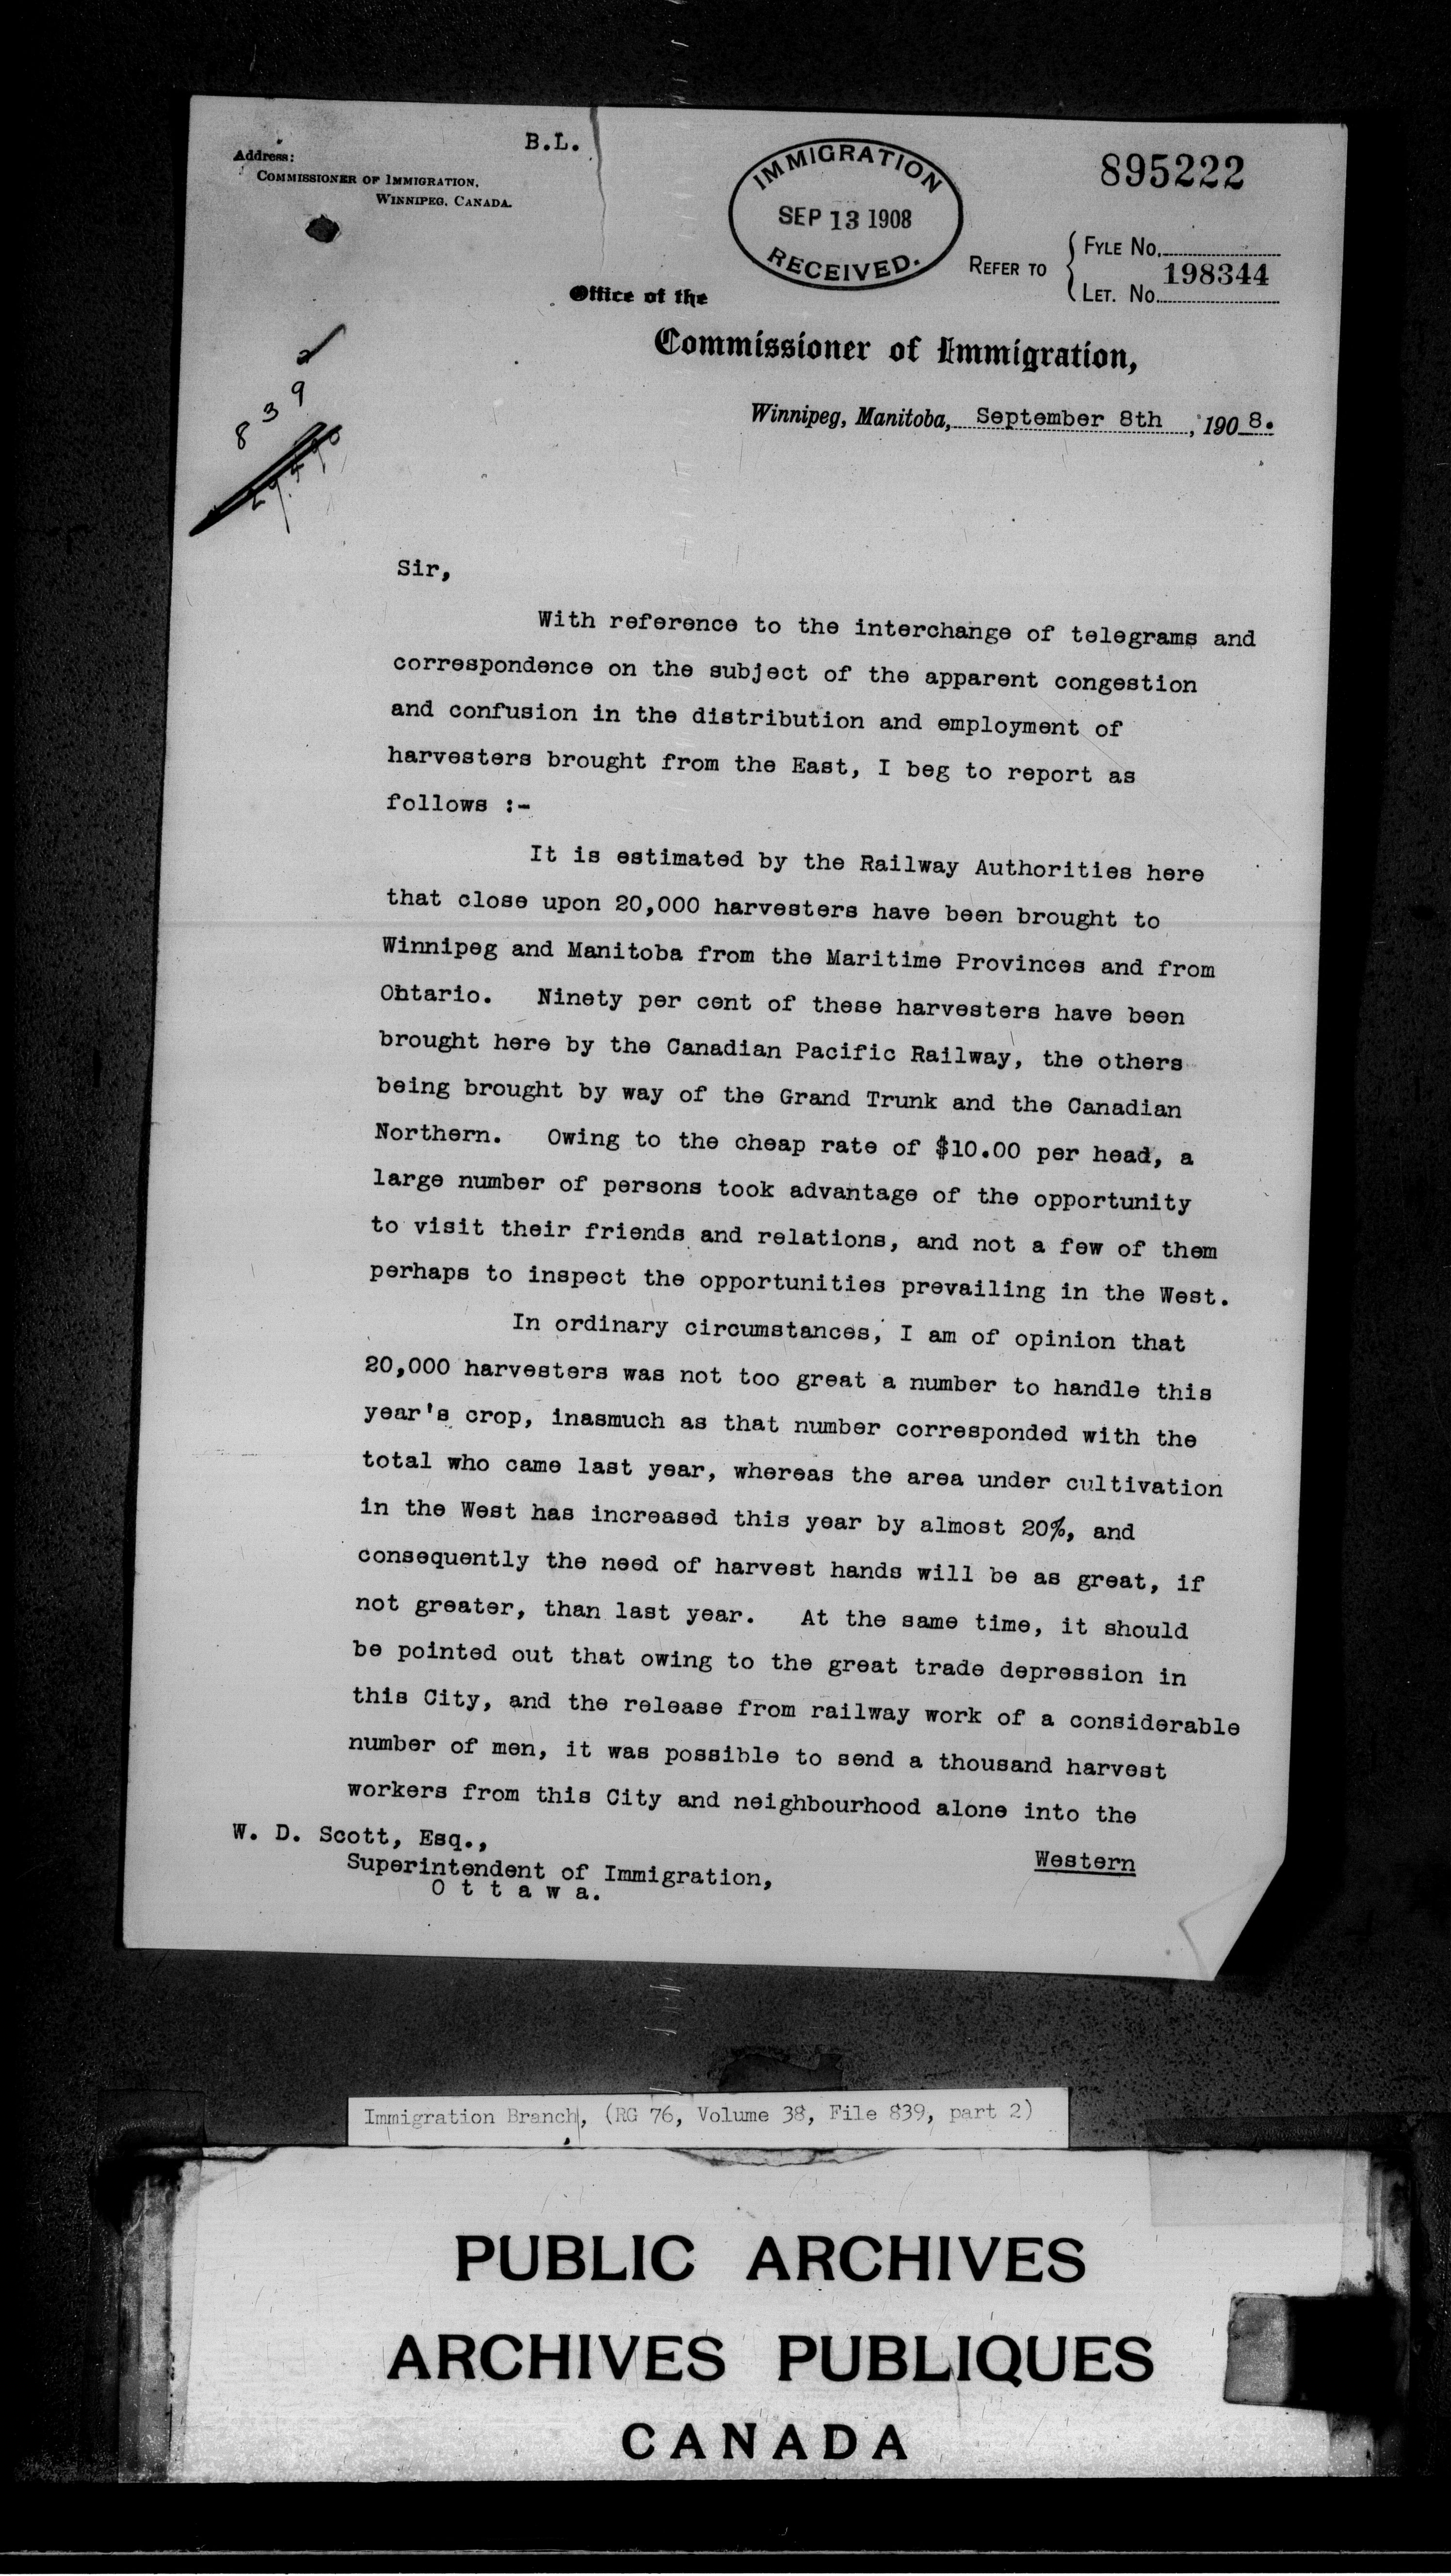 B.L.
Address:
COMMISSIONER OF IMMIGRATION,
WINNIPEG, CANADA.
IMMIGRATION
SEP 13 1908
RECEIVED.
895222
REFER TO
FYLE No.
198344
LET. No.
Office of the
Commissioner of Immigration,
Winnipeg, Manitoba, September 8th, 1908.
839
Sir,
With reference to the interchange of telegrams and
correspondence on the subject of the apparent congestion
and confusion in the distribution and employment of
harvesters brought from the East, I beg to report as
follows :-
It is estimated by the Railway Authorities here
that close upon 20,000 harvesters have been brought to
Winnipeg and Manitoba from the Maritime Provinces and from
Ontario. Ninety per cent of these harvesters have been
brought here by the Canadian Pacific Railway, the others
being brought by way of the Grand Trunk and the Canadian
Northern. Owing to the cheap rate of $10.00 per head, a
large number of persons took advantage of the opportunity
to visit their friends and relations, and not a few of them
perhaps to inspect the opportunities prevailing in the West.
In ordinary circumstances, I am of opinion that
20,000 harvesters was not too great a number to handle this
year's crop, inasmuch as that number corresponded with the
total who came last year, whereas the area under cultivation
in the West has increased this year by almost 20%, and
consequently the need of harvest hands will be as great, if
not greater, than last year. At the same time, it should
be pointed out that owing to the great trade depression in
this City, and the release from railway work of a considerable
number of men, it was possible to send a thousand harvest
workers from this City and neighbourhood alone into the
W. D. Scott, Esq.,
Superintendent of Immigration,
Ottawa.
Western
Immigration Branch, (RG 76, Volume 38, File 839, part 2)
PUBLIC ARCHIVES
ARCHIVES PUBLIQUES
CANADA